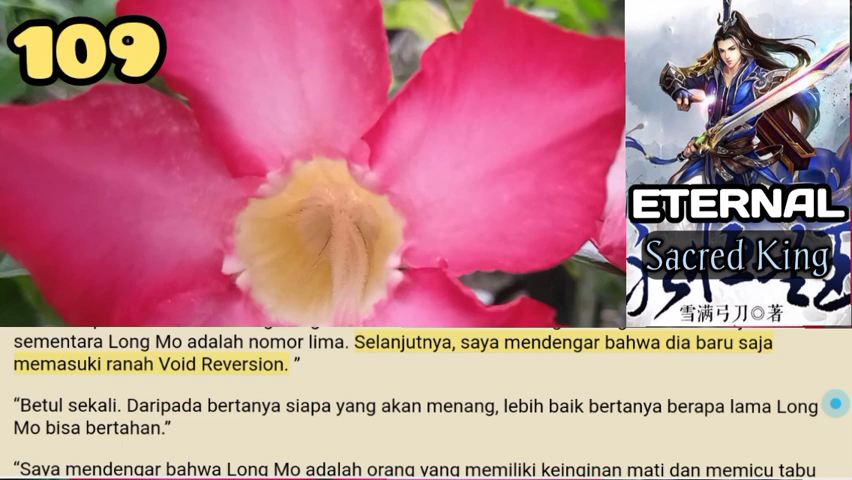 109
ETERNAL
Sacred King
雪满弓刀◎著
sementara Long Mo adalah nomor lima. Selanjutnya, saya mendengar bahwa dia baru saja
memasuki ranah Void Reversion. ”
“Betul sekali. Daripada bertanya siapa yang akan menang, lebih baik bertanya berapa lama Long
Mo bisa bertahan.”
“Saya mendengar bahwa Long Mo adalah orang yang memiliki keinginan mati dan memicu tabu